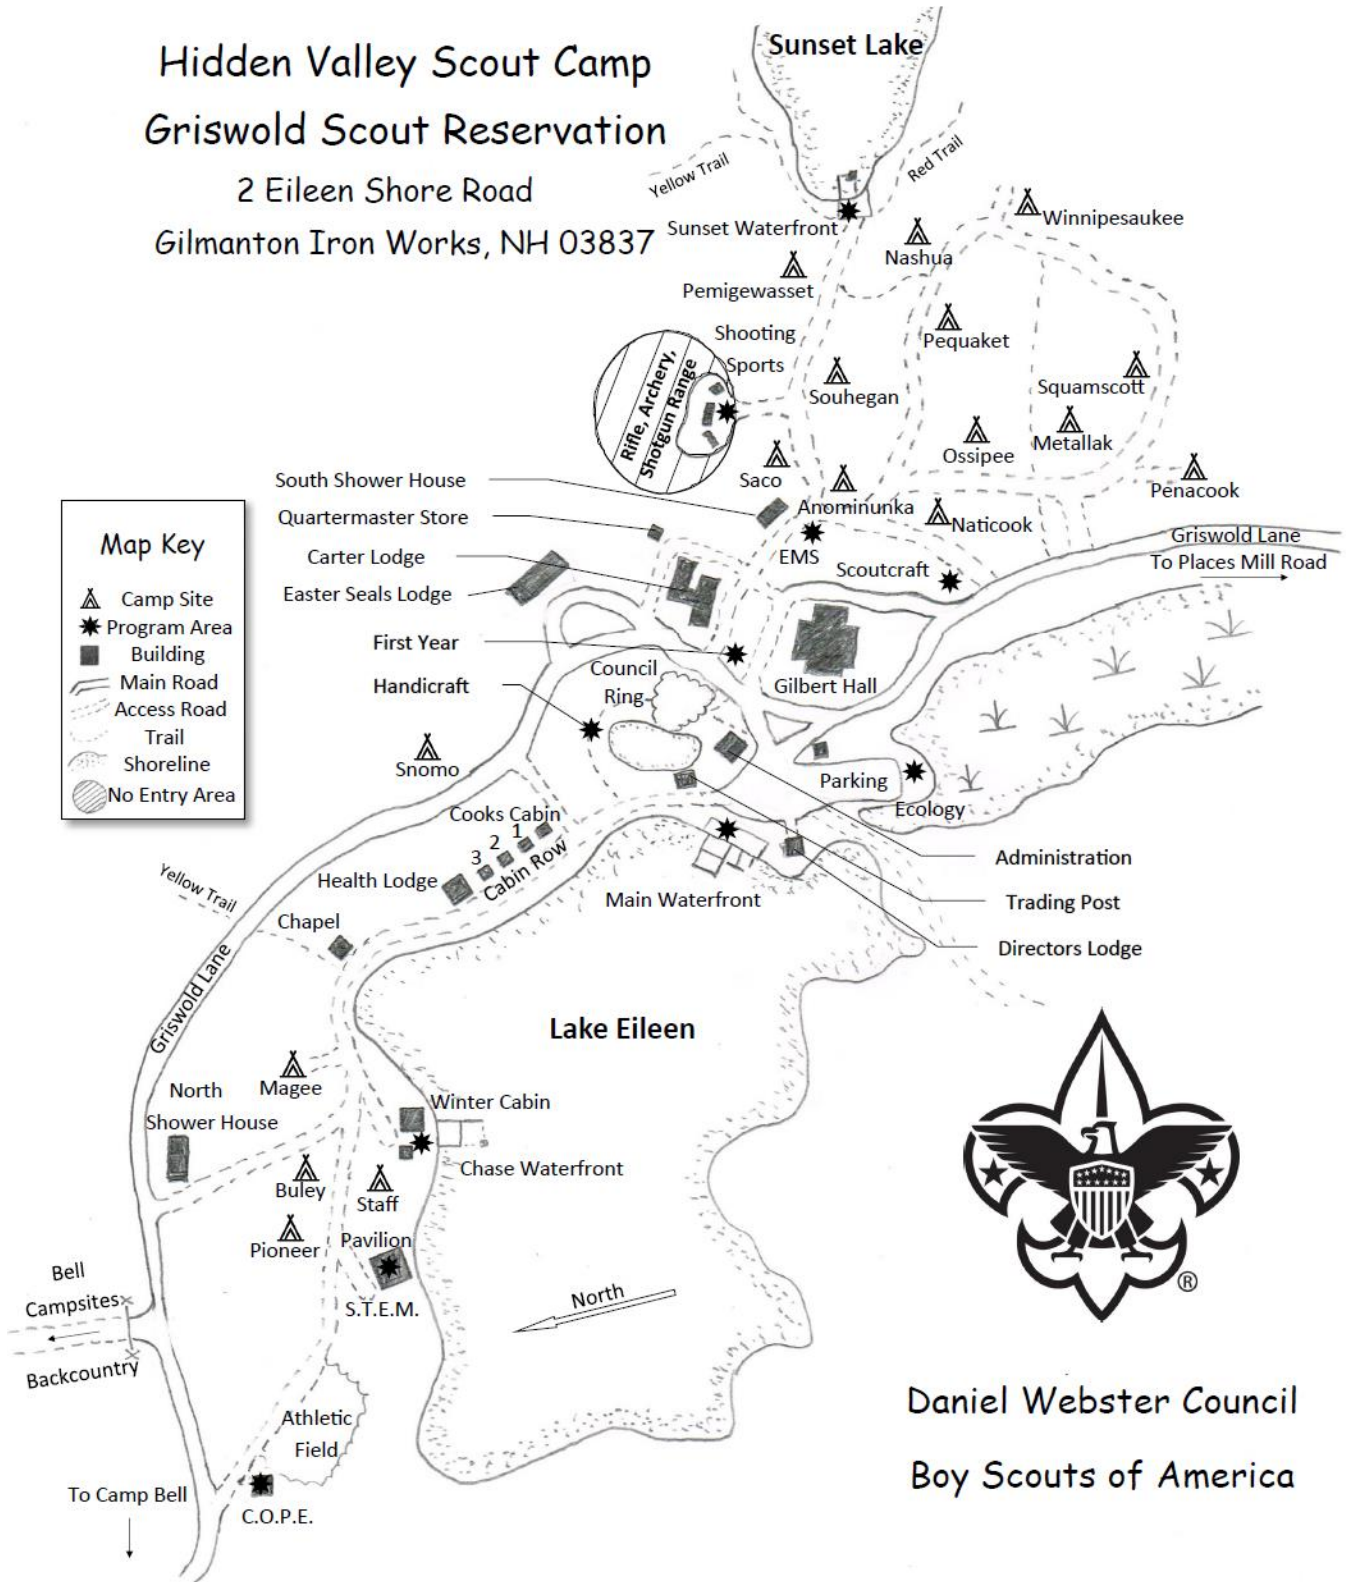 Hidden Valley Scout Camp
Griswold Scout Reservation
2 Eileen Shore Road
Gilmanton Iron Works, NH 03837
Sunset Lake
Yellow Trail
Red Trail
Sunset Waterfront
Winnipesaukee
Nashua
Pemigewasset
Shooting
Sports
Pequaket
Rifle, Archery,
Shotgun Range
Souhegan
Squamscott
Metallak
Ossipee
Saco
Penacook
Anominunka
Naticook
South Shower House
Quartermaster Store
Carter Lodge
Easter Seals Lodge
First Year
Handicraft
EMS
Scoutcraft
Griswold Lane
To Places Mill Road
Map Key
Camp Site
Program Area
Building
Main Road
Access Road
Trail
Shoreline
No Entry Area
Council
Ring
Gilbert Hall
Snomo
Parking
Ecology
Cooks Cabin
1
2
3
Cabin Row
Health Lodge
Main Waterfront
Administration
Trading Post
Directors Lodge
Yellow Trail
Chapel
Griswold Lane
Lake Eileen
Magee
North
Shower House
Winter Cabin
Chase Waterfront
Buley
Staff
Pioneer
Pavilion
S.T.E.M.
North
Bell
Campsites
Backcountry
Athletic
Field
To Camp Bell
C.O.P.E.
®
Daniel Webster Council
Boy Scouts of America